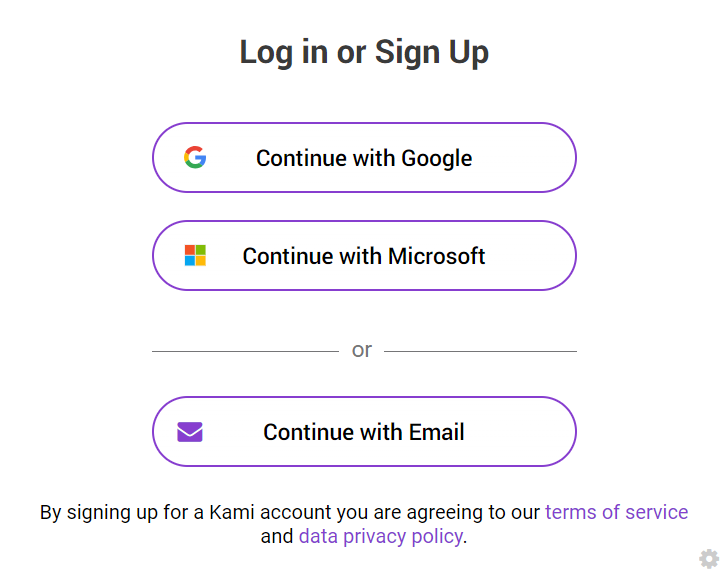 Log in or Sign Up
Continue with Google
Continue with Microsoft
or
Continue with Email
By signing up for a Kami account you are agreeing to our terms of service
and data privacy policy.